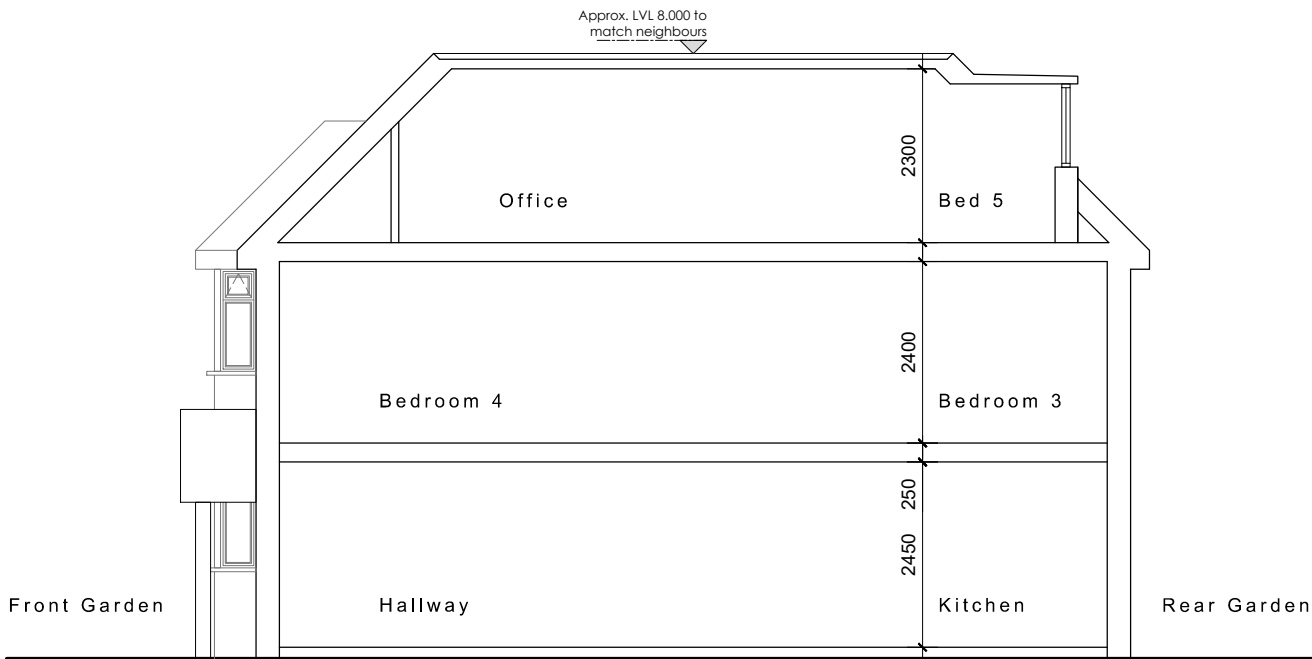 Approx. LVL 8.000 to
match neighbours
2300
Office
Bed 5
2400
Bedroom 4
Bedroom 3
250
2450
Front Garden
Hallway
Kitchen
Rear Garden